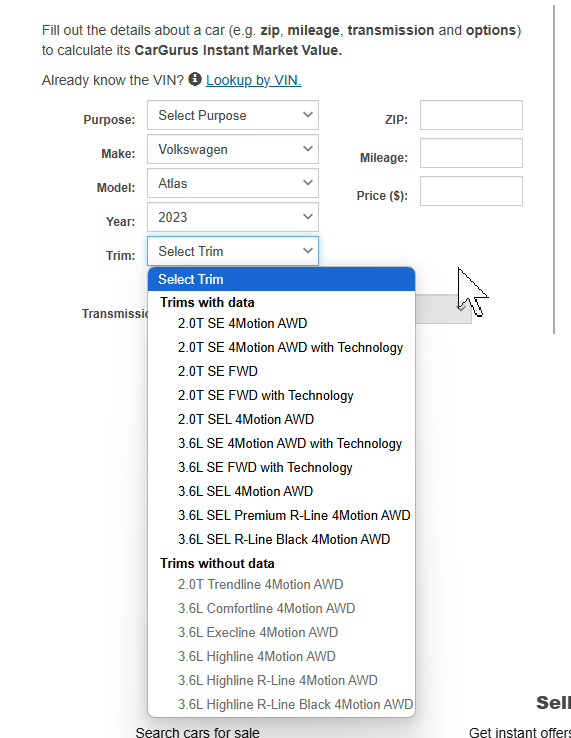 Fill out the details about a car (e.g. zip, mileage, transmission and options)
to calculate its CarGurus Instant Market Value.
Already know the VIN? Lookup by VIN.
Purpose: Select Purpose ZIP:
Make: Volkswagen
Mileage:
Model: Atlas
Price ($):
Year: 2023
Trim: Select Trim
Select Trim
Trims with data
Transmissio
2.0T SE 4Motion AWD
2.0T SE 4Motion AWD with Technology
2.0T SE FWD
2.0T SE FWD with Technology
2.0T SEL 4Motion AWD
3.6L SE 4Motion AWD with Technology
3.6L SE FWD with Technology
3.6L SEL 4Motion AWD
3.6L SEL Premium R-Line 4Motion AWD
3.6L SEL R-Line Black 4Motion AWD
Trims without data
2.0T Trendline 4Motion AWD
3.6L Comfortline 4Motion AWD
3.6L Execline 4Motion AWD
3.6L Highline 4Motion AWD
3.6L Highline R-Line 4Motion AWD
3.6L Highline R-Line Black 4Motion AWD
Sell
Search cars for sale Get instant offers